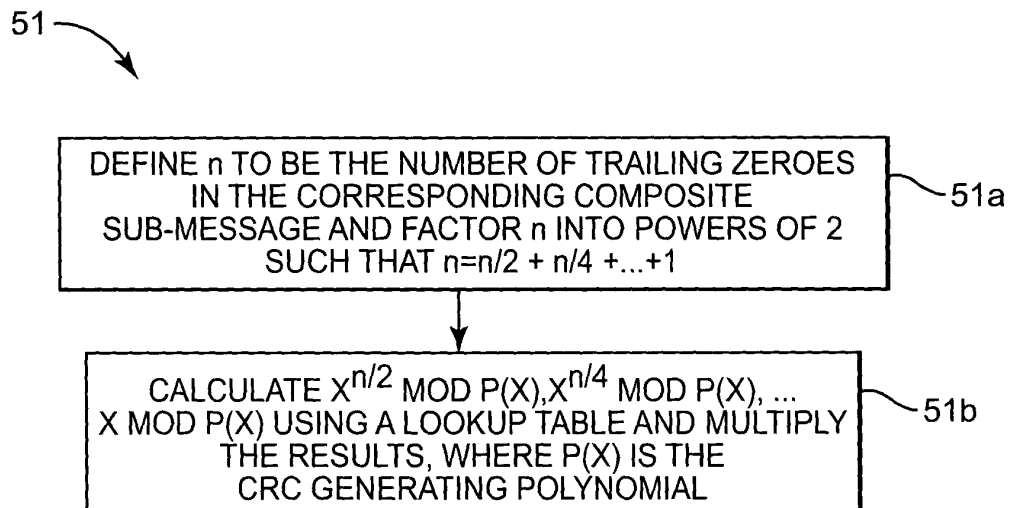 51
DEFINE n TO BE THE NUMBER OF TRAILING ZEROES
IN THE CORRESPONDING COMPOSITE
SUB-MESSAGE AND FACTOR n INTO POWERS OF 2
SUCH THAT n=n/2 + n/4 +...+1
51a
CALCULATE X^n/2 MOD P(X),X^n/4 MOD P(X), ...
X MOD P(X) USING A LOOKUP TABLE AND MULTIPLY
THE RESULTS, WHERE P(X) IS THE
CRC GENERATING POLYNOMIAL
51b